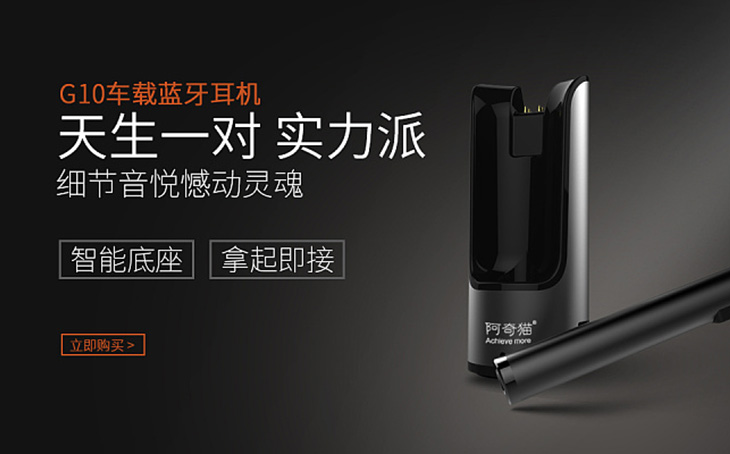 G10车载蓝牙耳机
天生一对 实力派
细节音悦憾动灵魂
智能底座 拿起即接
立即购买 >
阿奇猫®
Achieve more